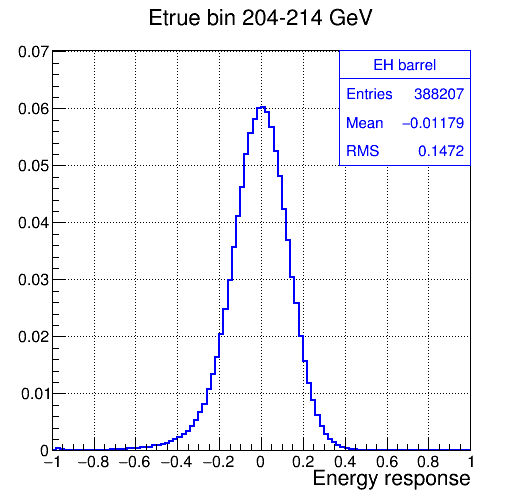 Etrue bin 204-214 GeV
EH barrel
Entries 388207
Mean −0.01179
RMS 0.1472
0.07
0.06
0.05
0.04
0.03
0.02
0.01
0
−1 −0.8 −0.6 −0.4 −0.2 0 0.2 0.4 0.6 0.8 1
Energy response